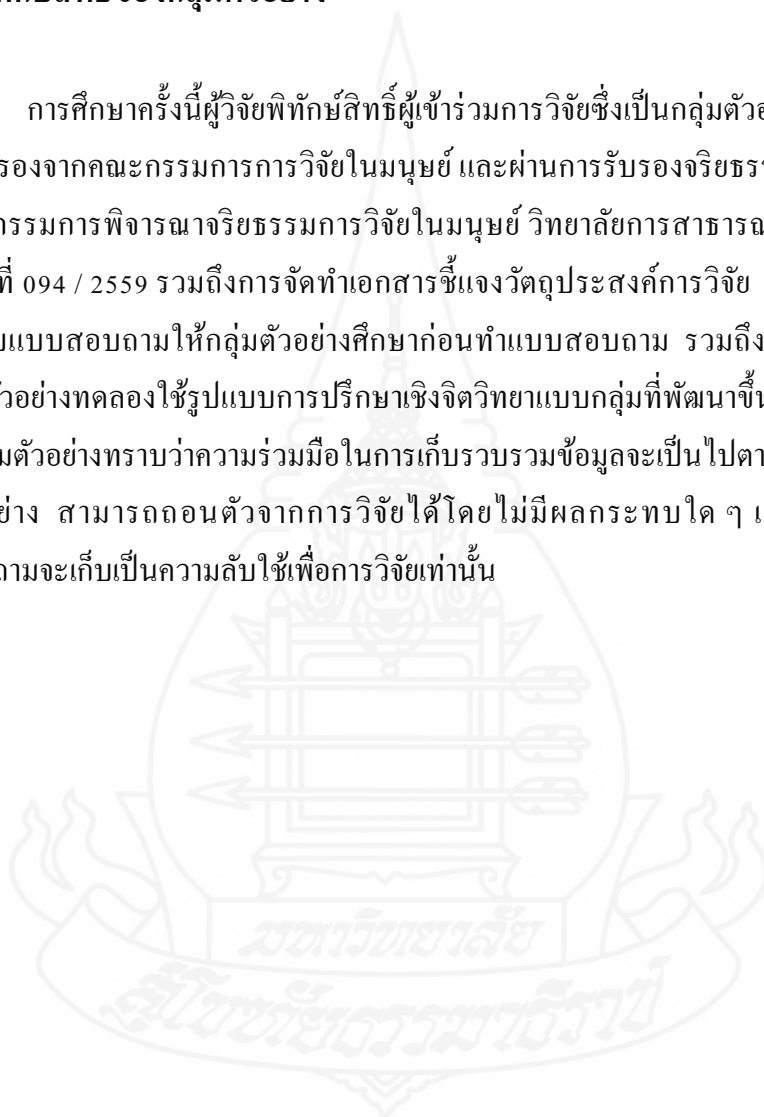 การศึกษาครั้งนี้ผู้วิจัยพิทักษ์สิทธิ์ผู้เข้าร่วมการวิจัยซึ่งเป็นกลุ่มตัวอ
รองจากคณะกรรมการการวิจัยในมนุษย์ และผ่านการรับรองจริยธรร
กรรมการพิจารณาจริยธรรมการวิจัยในมนุษย์ วิทยาลัยการสาธารณ
ที่ 094 / 2559 รวมถึงการจัดทำเอกสารชี้แจงวัตถุประสงค์การวิจัย
บแบบสอบถามให้กลุ่มตัวอย่างศึกษาก่อนทำแบบสอบถาม รวมถึง
ัวอย่างทดลองใช้รูปแบบการปรึกษาเชิงจิตวิทยาแบบกลุ่มที่พัฒนาขึ้น
มตัวอย่างทราบว่าความร่วมมือในการเก็บรวบรวมข้อมูลจะเป็นไปตา
ย่าง สามารถถอนตัวจากการวิจัยได้โดยไม่มีผลกระทบใด ๆ แ
ถามจะเก็บเป็นความลับใช้เพื่อการวิจัยเท่านั้น
มหาวิทยาลัย
สุโขทัยธรรมาธิราช